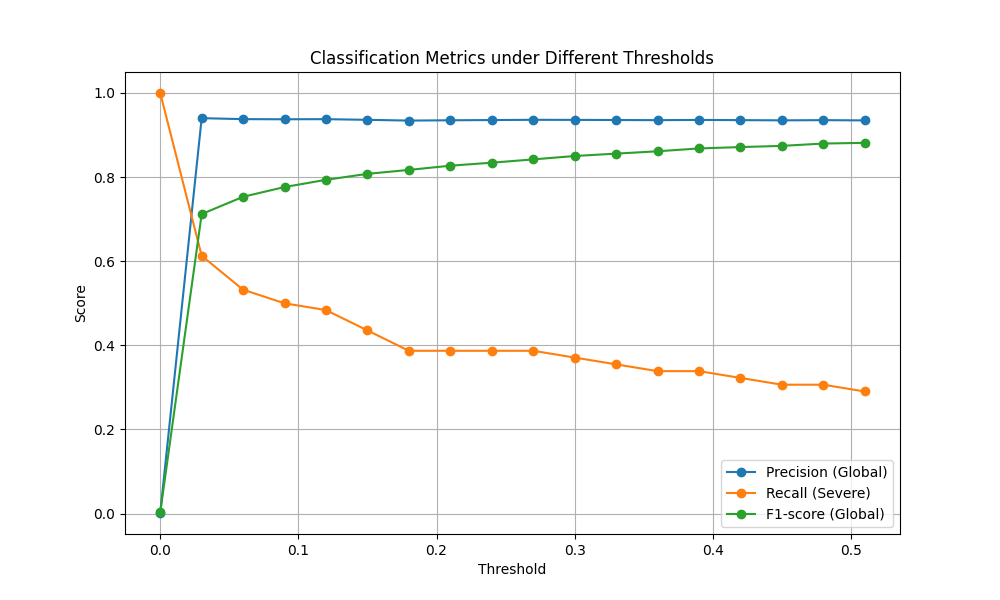 Classification Metrics under Different Thresholds
1.0
0.8
0.6
0.4
0.2
0.0
Score
0.0 0.1 0.2 0.3 0.4 0.5
Threshold
Precision (Global)
Recall (Severe)
F1-score (Global)